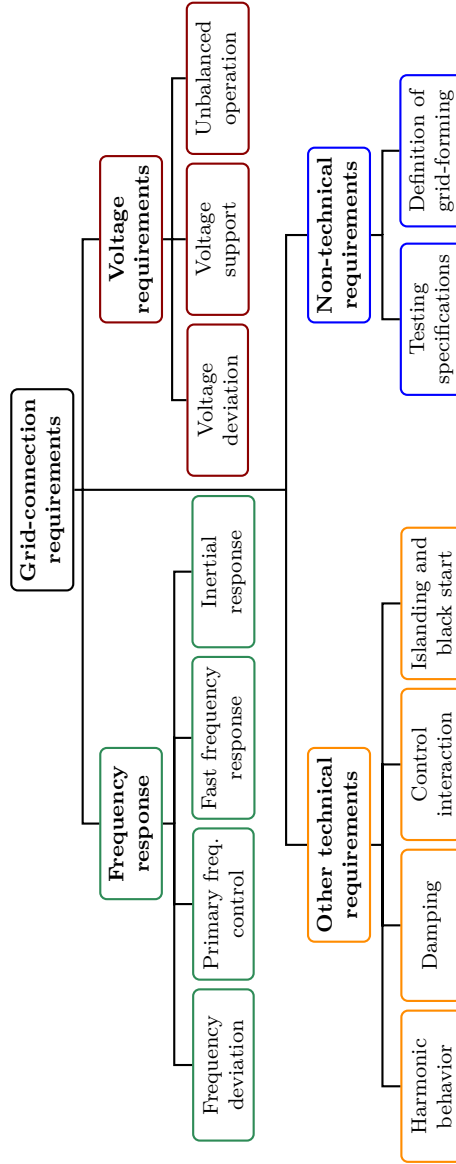 Grid-connection
requirements
Frequency
response
Voltage
requirements
Frequency
deviation
Primary freq.
control
Fast frequency
response
Inertial
response
Voltage
deviation
Voltage
support
Unbalanced
operation
Other technical
requirements
Non-technical
requirements
Harmonic
behavior
Damping
Control
interaction
Islanding and
black start
Testing
specifications
Definition of
grid-forming